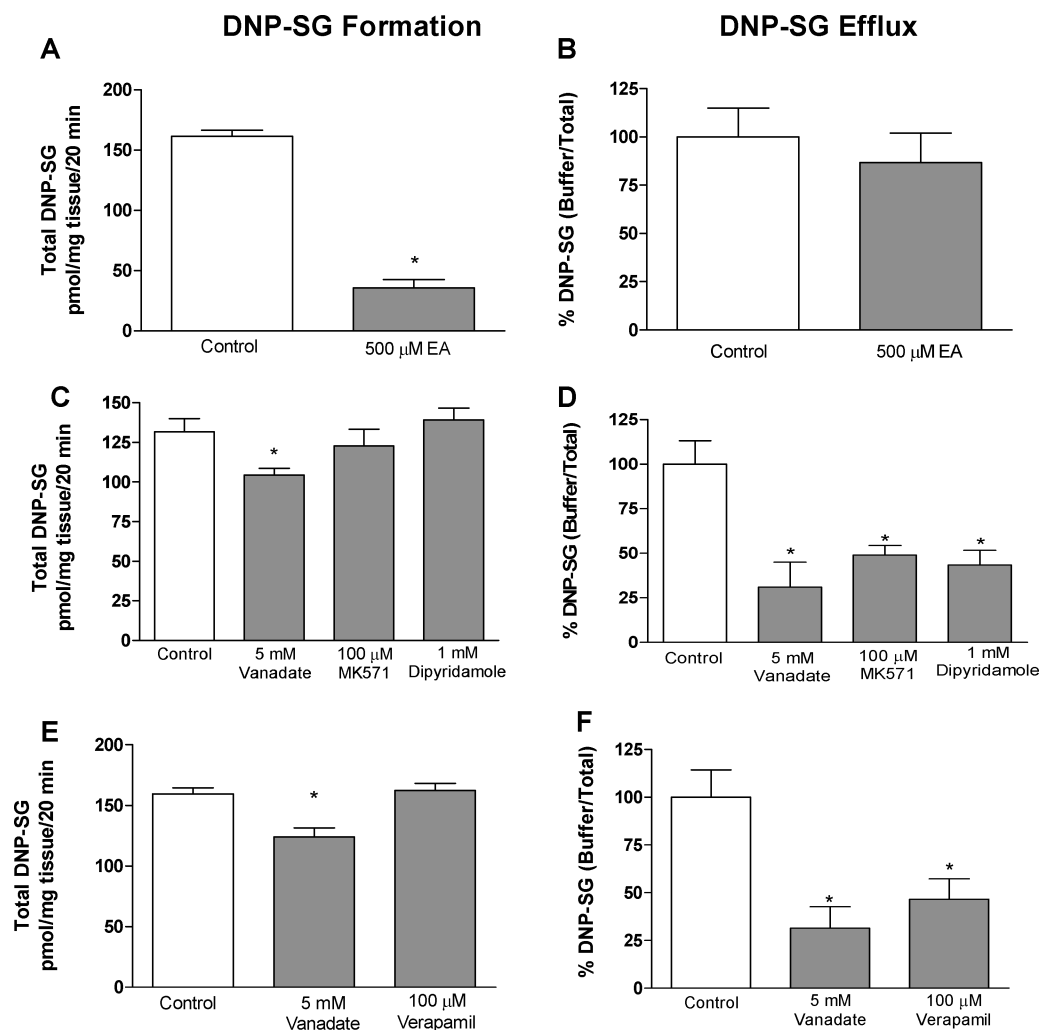 DNP-SG Formation
DNP-SG Efflux
A
Total DNP-SG
pmol/mg tissue/20 min
200
150
100
50
0
Control
500 μM EA
*
B
% DNP-SG (Buffer/Total)
125
100
75
50
25
0
Control
500 μM EA
C
Total DNP-SG
pmol/mg tissue/20 min
150
125
100
75
50
25
0
*
Control
5 mM
Vanadate
100 μM
MK571
1 mM
Dipyridamole
D
% DNP-SG (Buffer/Total)
125
100
75
50
25
0
*
*
*
Control
5 mM
Vanadate
100 μM
MK571
1 mM
Dipyridamole
E
Total DNP-SG
pmol/mg tissue/20 min
200
150
100
50
0
*
Control
5 mM
Vanadate
100 μM
Verapamil
F
% DNP-SG (Buffer/Total)
125
100
75
50
25
0
*
*
Control
5 mM
Vanadate
100 μM
Verapamil